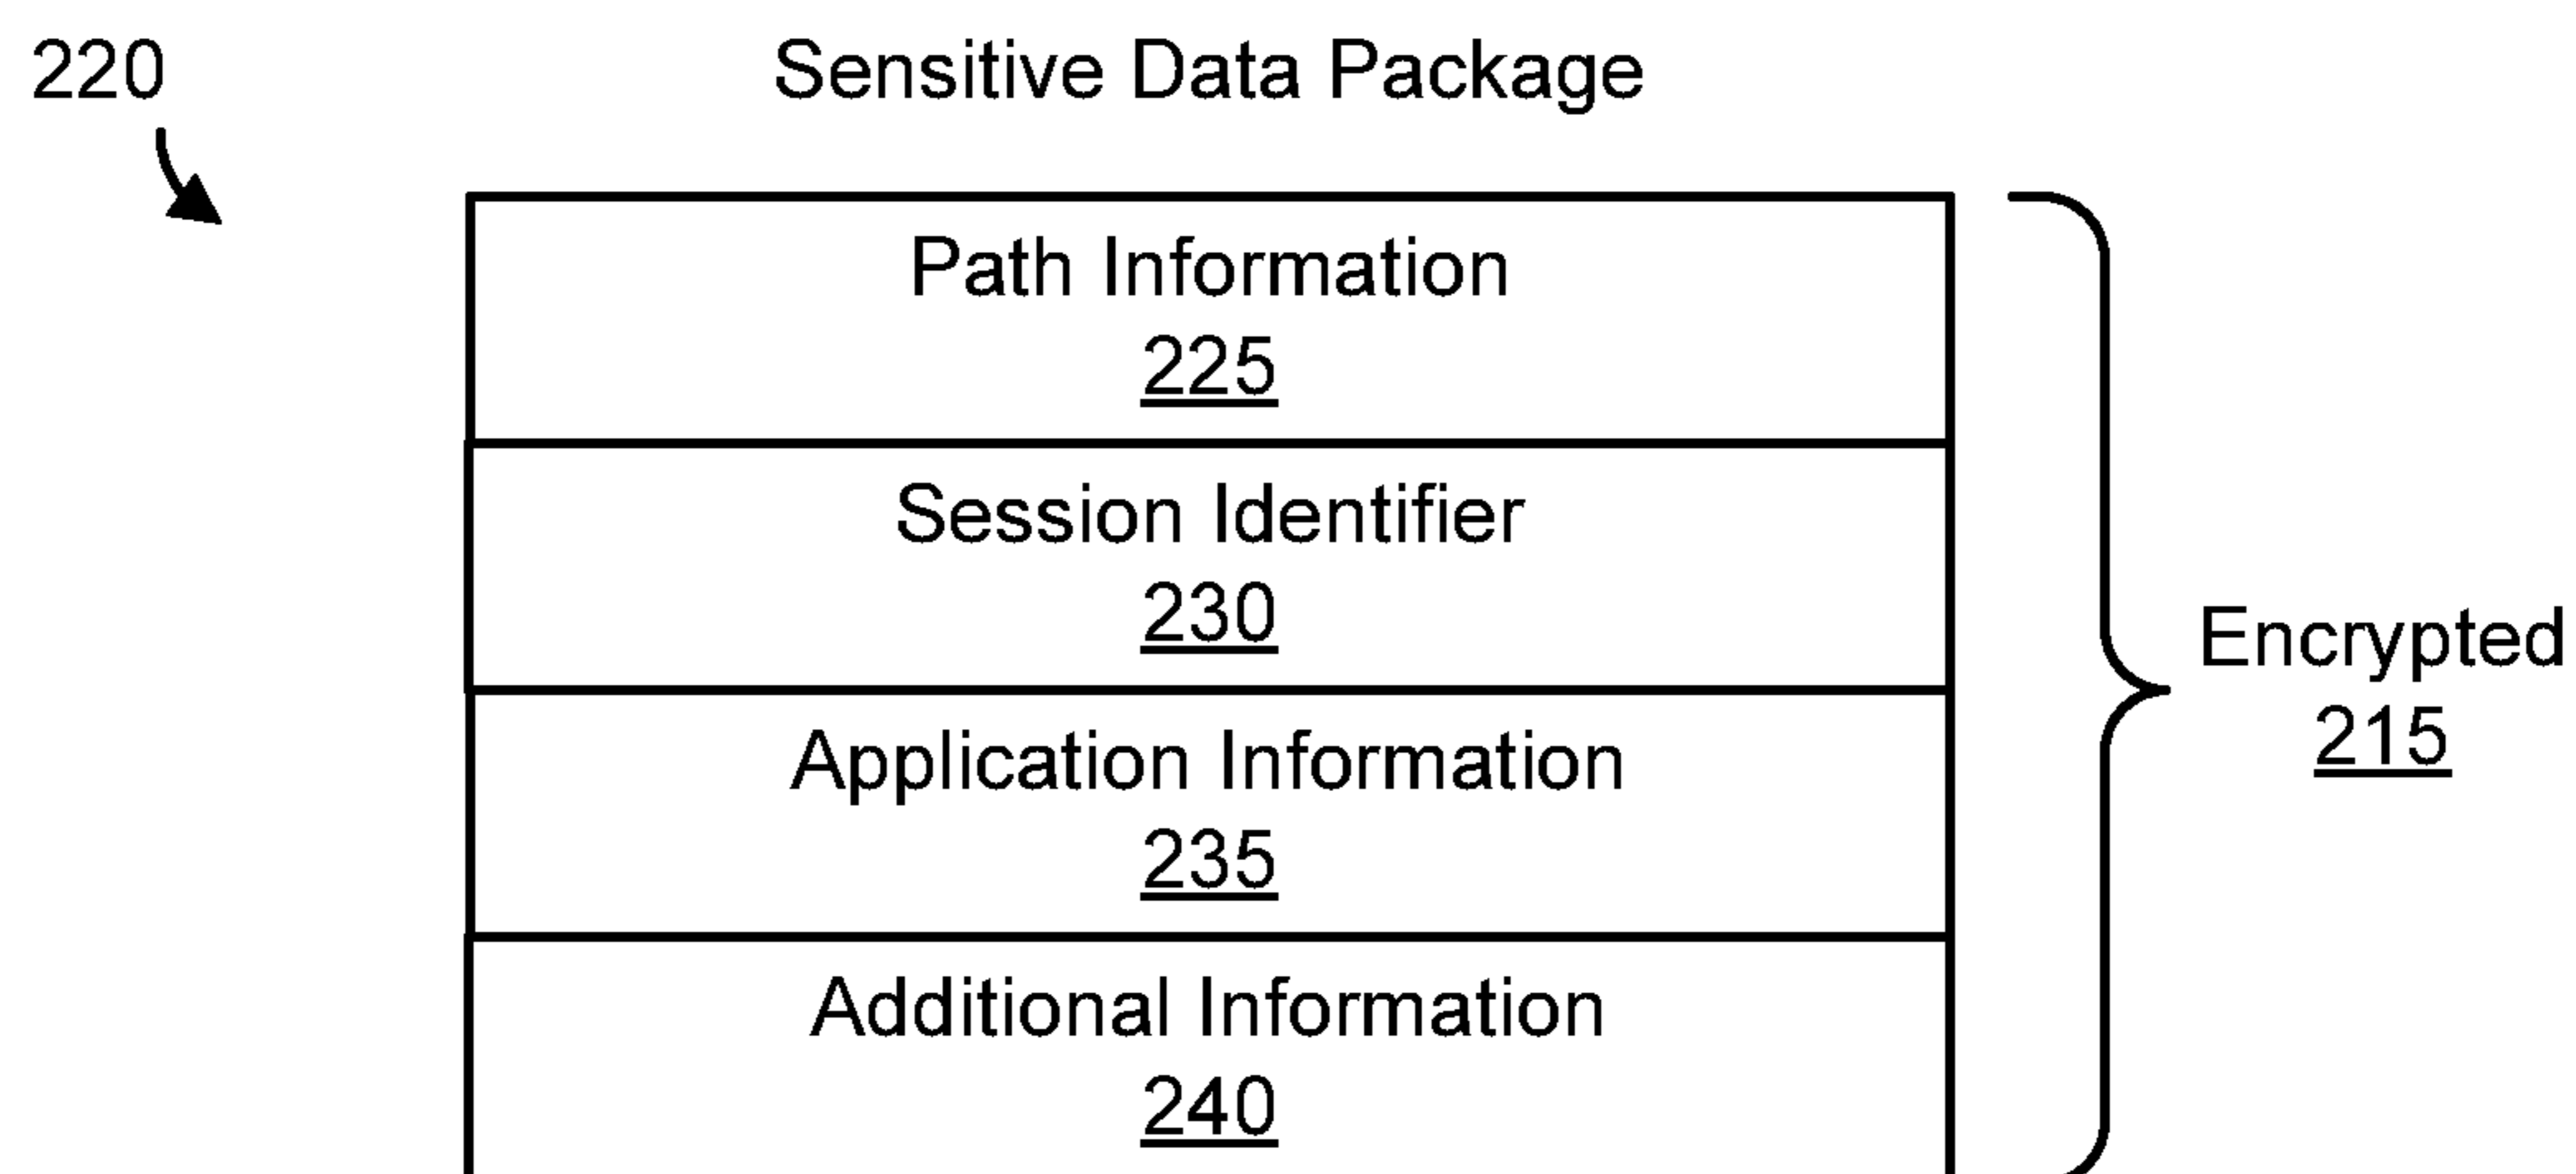 220
Sensitive Data Package
Path Information
225
Session Identifier
230
Application Information
235
Additional Information
240
Encrypted
215